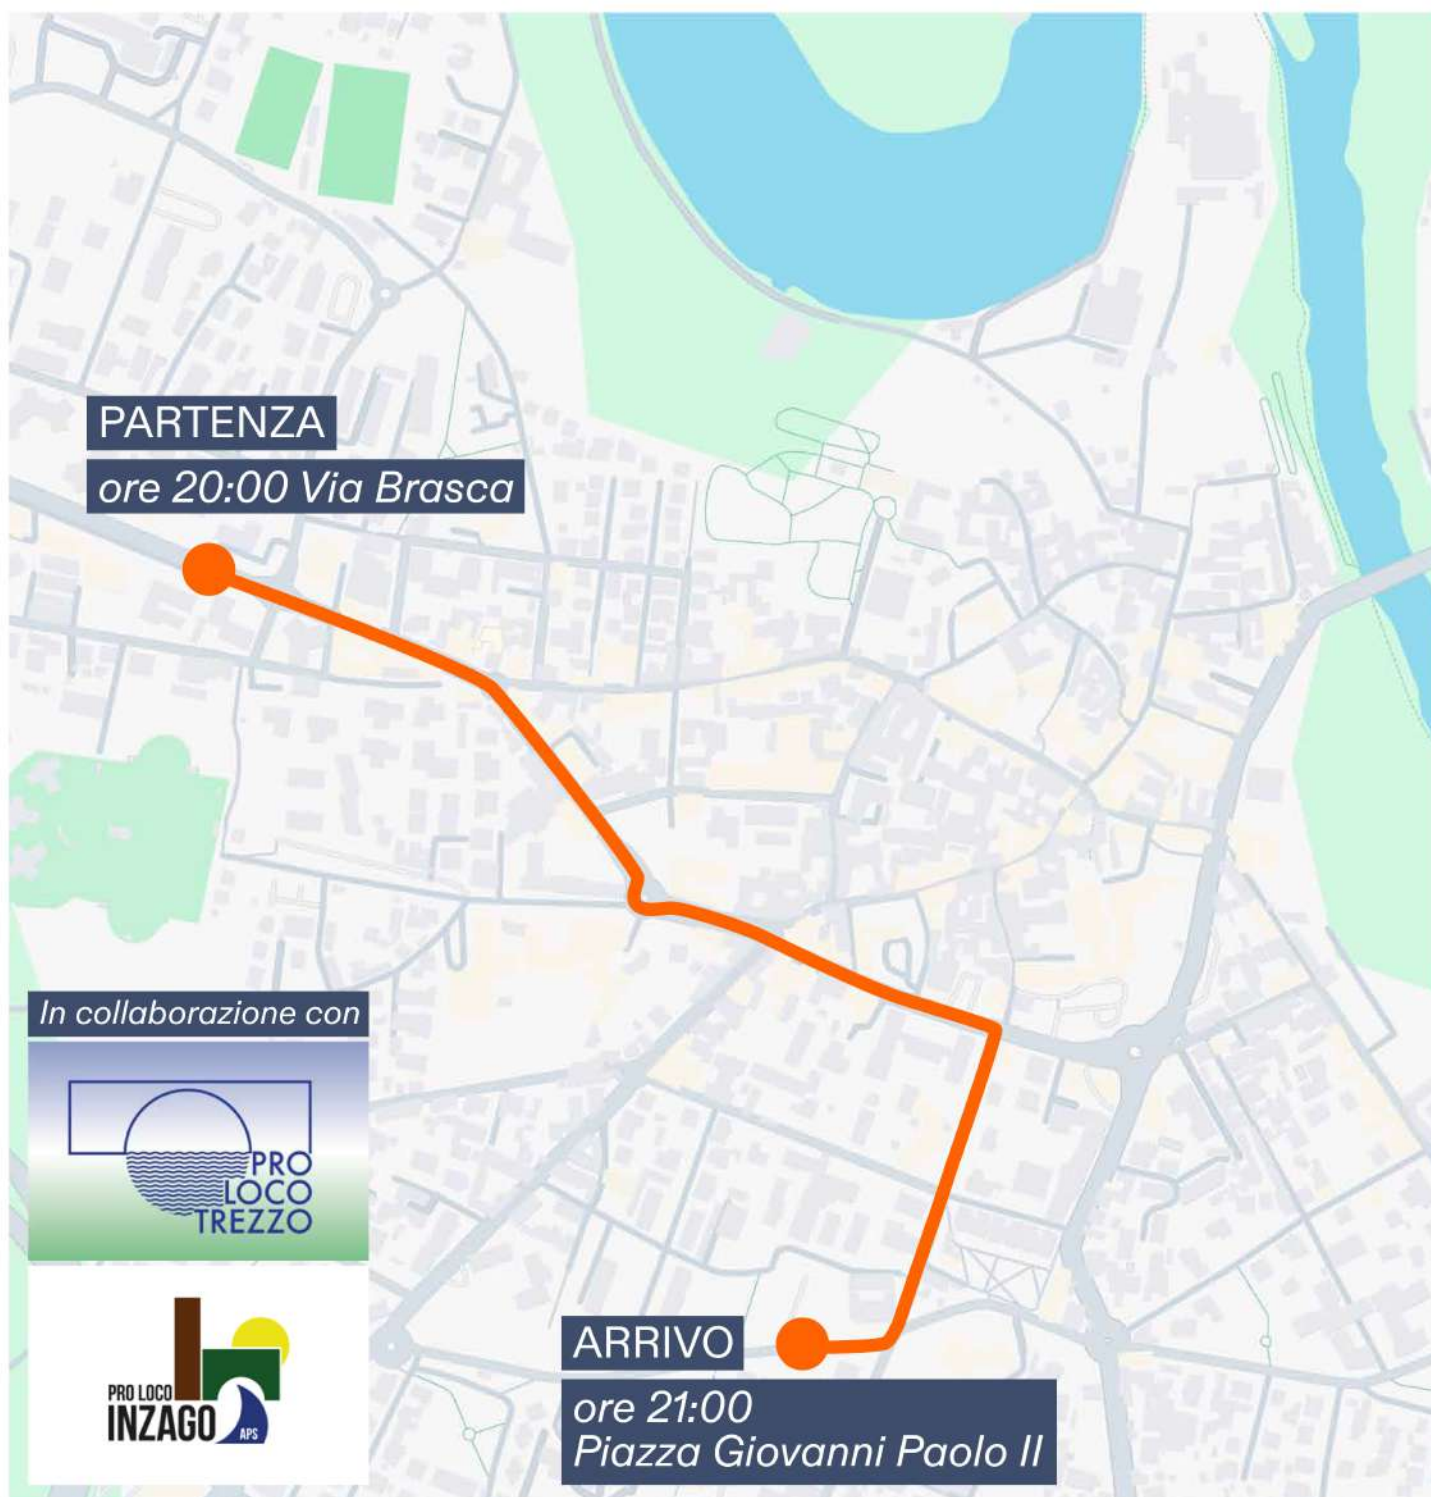 PARTENZA
ore 20:00 Via Brasca
In collaborazione con
PRO
LOCO
TREZZO
PRO LOCO
INZAGO
APS
ARRIVO
ore 21:00
Piazza Giovanni Paolo II